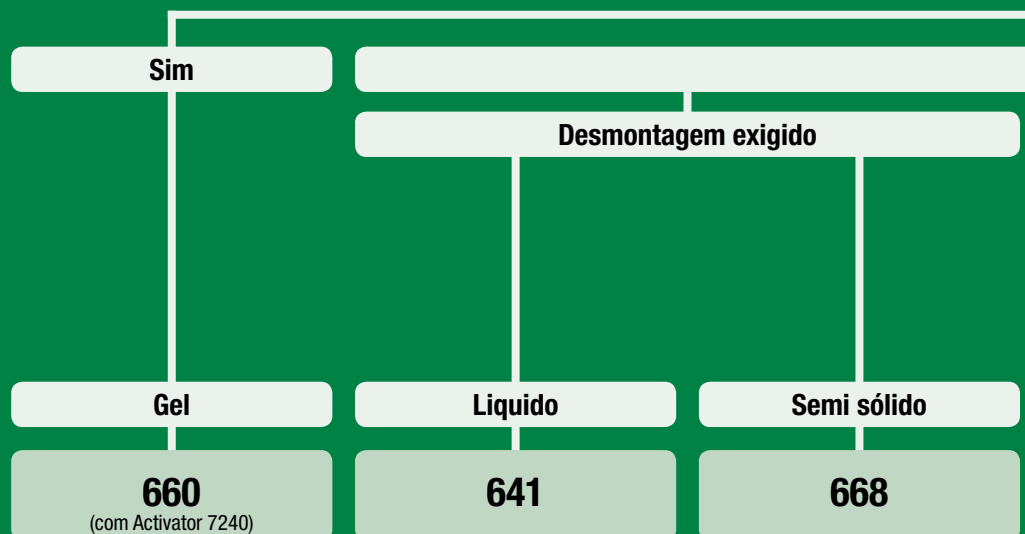 Sim
Desmontagem exigido
Gel
Liquido
Semi sólido
660
(com Activator 7240)
641
668